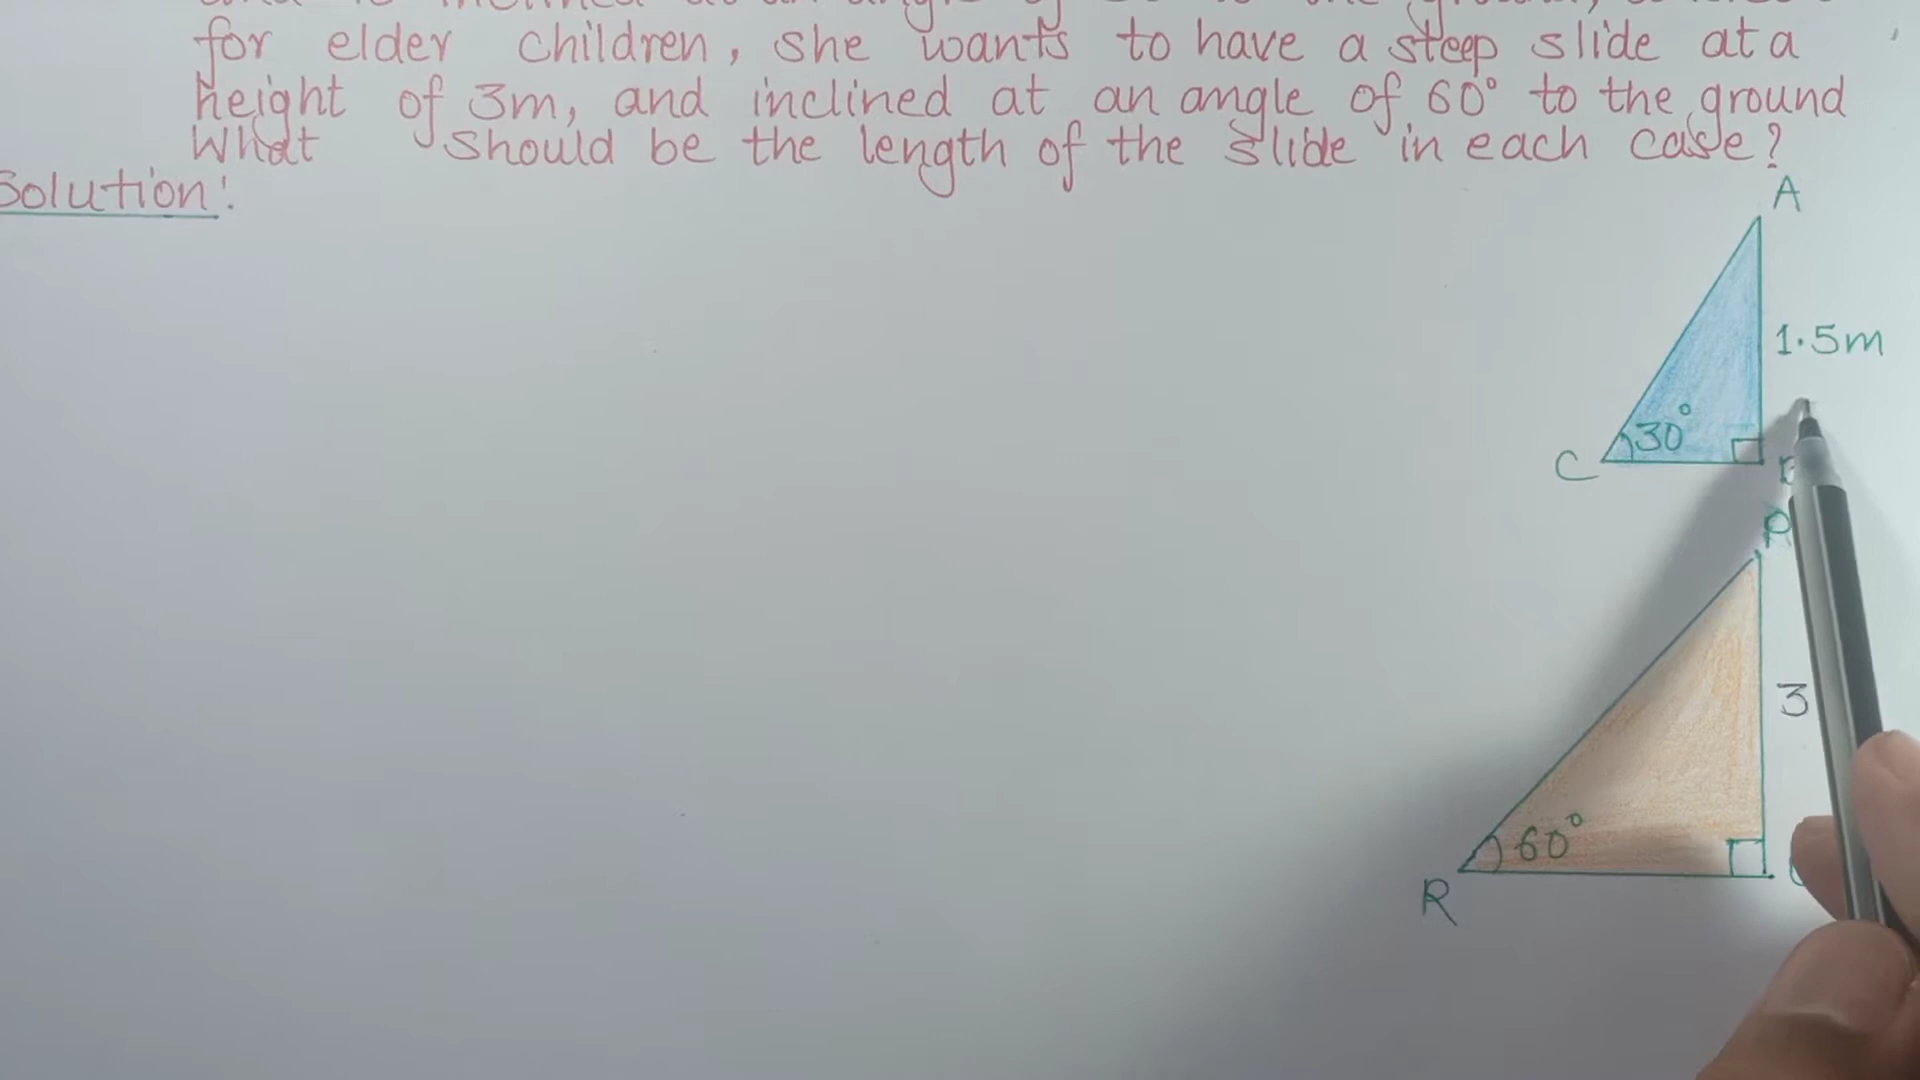 for elder children, she wants to have a steep slide at a
height of 3m, and inclined at an angle of 60° to the ground
What should be the length of the slide in each case?
Solution:
A
1.5m
30°
C
P
3
60°
R